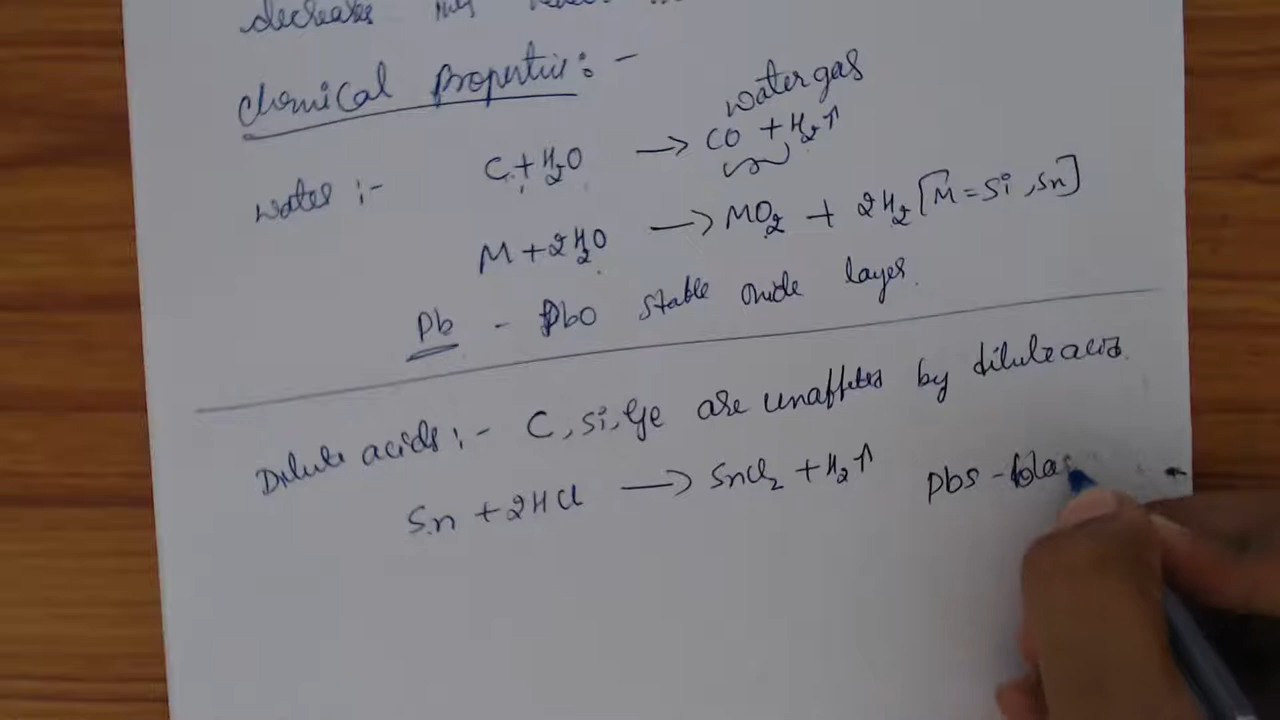 decreases
chemical Properties:-
water gas
water :- C + H2O → CO + H2↑
M + 2H2O → MO2 + 2H2 [M = Si, Sn]
Pb - PbO stable oxide layer.
Dilute acids :- C, Si, Ge are unaffected by dilute acid.
Sn + 2HCl → SnCl2 + H2↑ PbS -